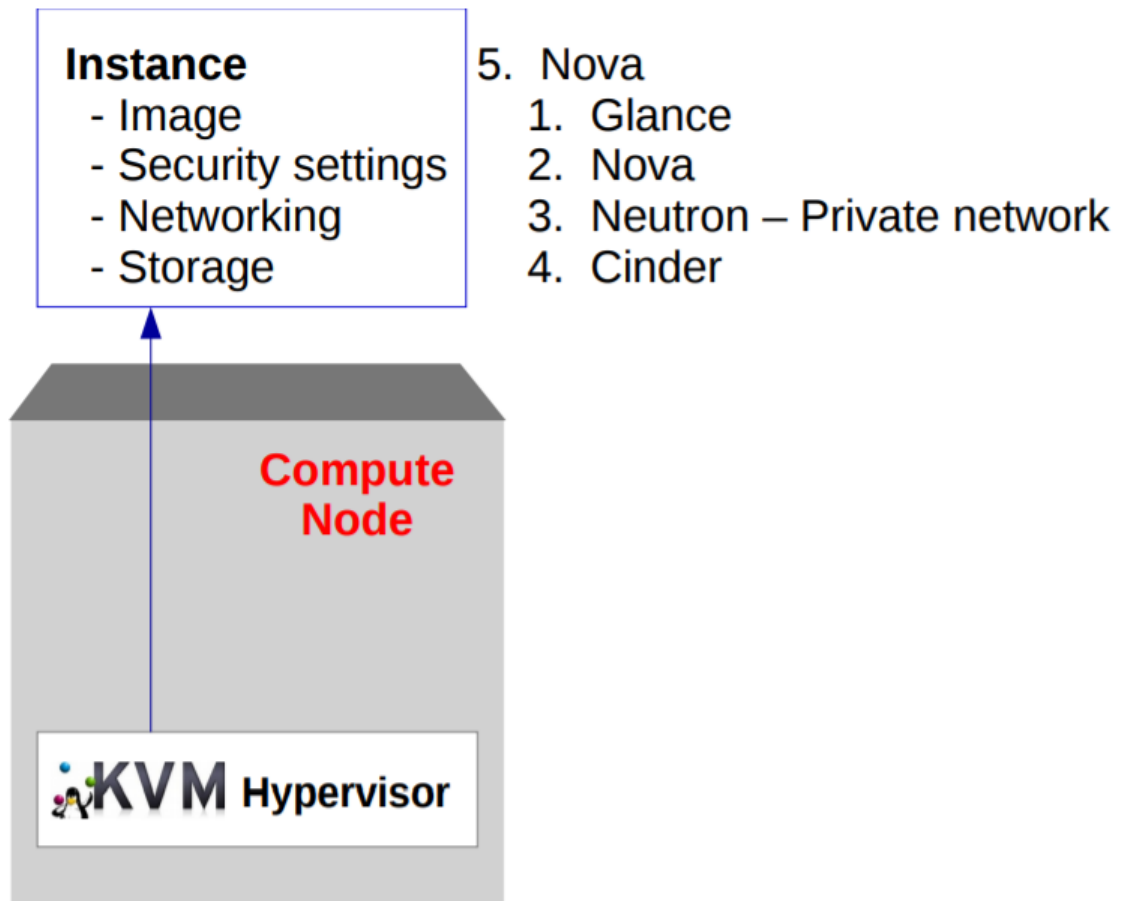 Instance
- Image
- Security settings
- Networking
- Storage
5. Nova
1. Glance
2. Nova
3. Neutron – Private network
4. Cinder
Compute
Node
KVM Hypervisor